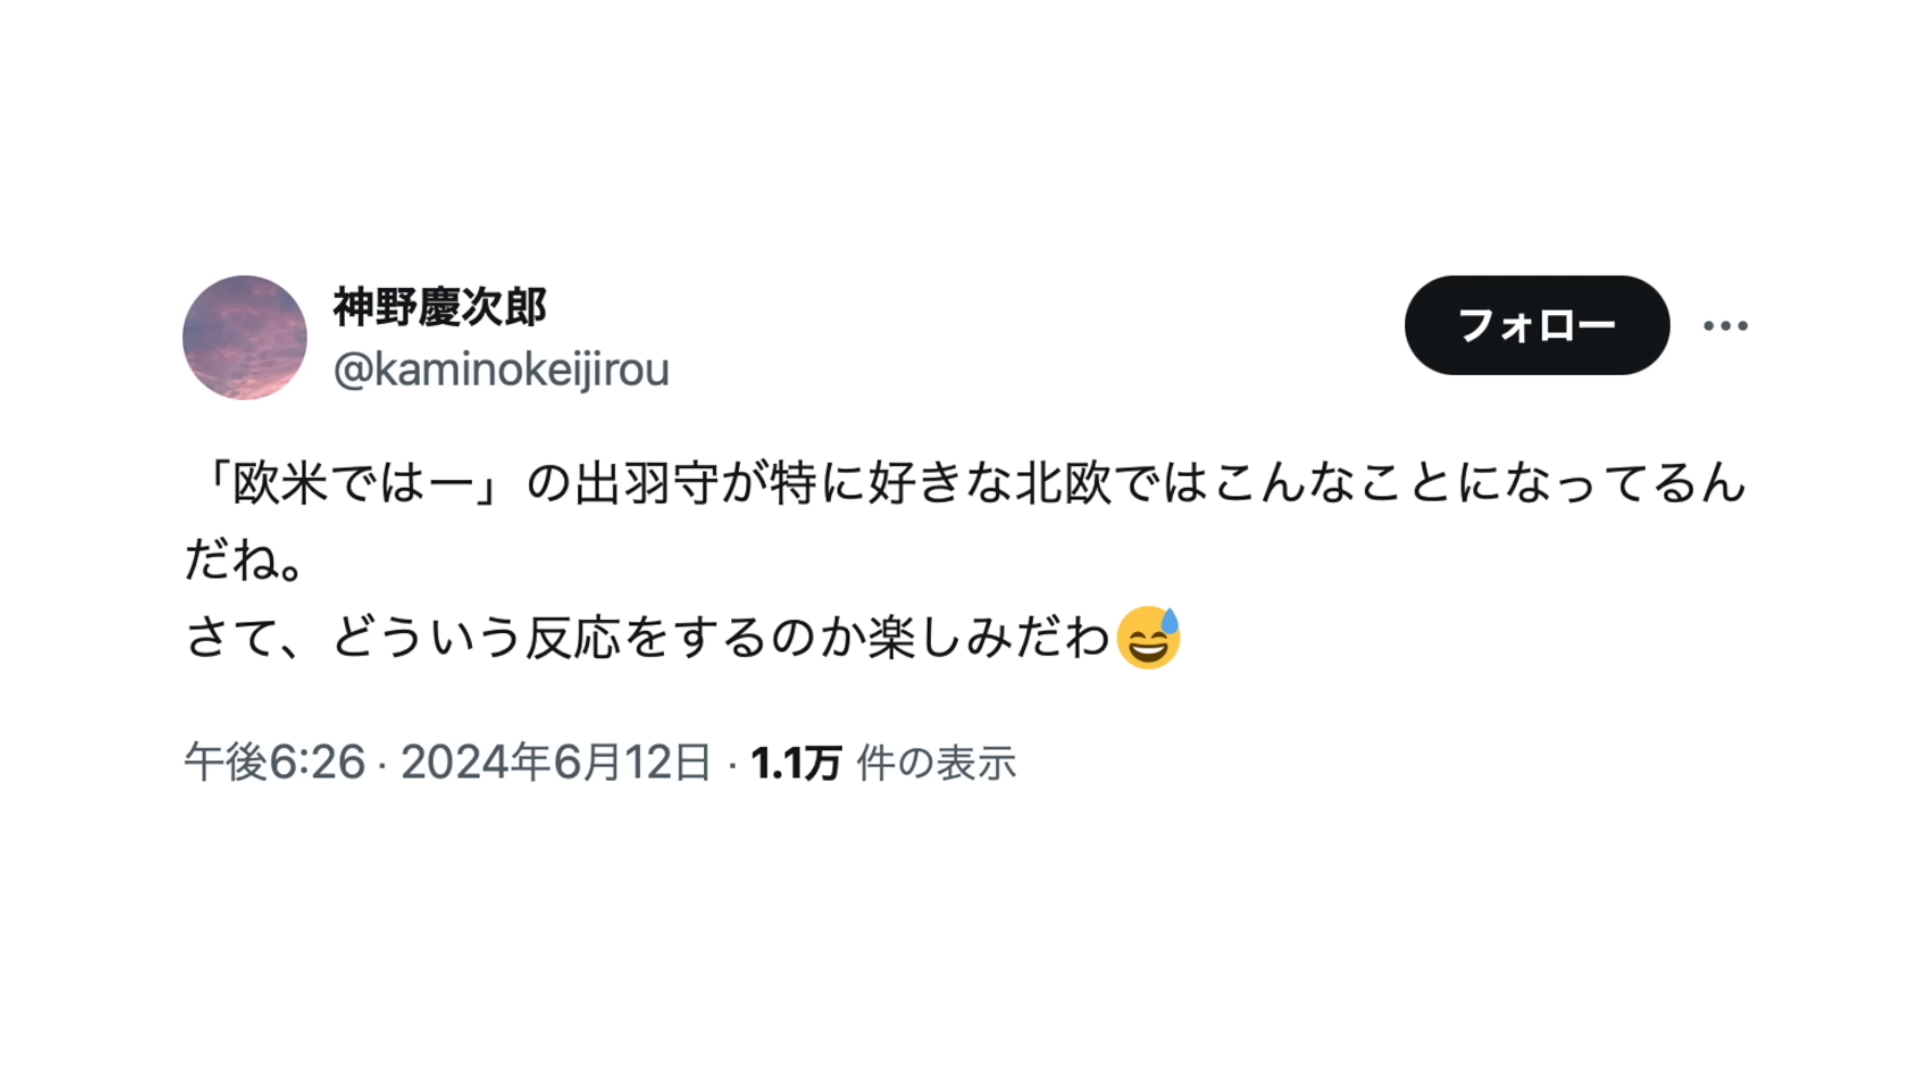 神野慶次郎
@kaminokeijirou
フォロー
「欧米ではー」の出羽守が特に好きな北欧ではこんなことになってるん
だね。
さて、どういう反応をするのか楽しみだわ😅
午後6:26 · 2024年6月12日 · 1.1万 件の表示